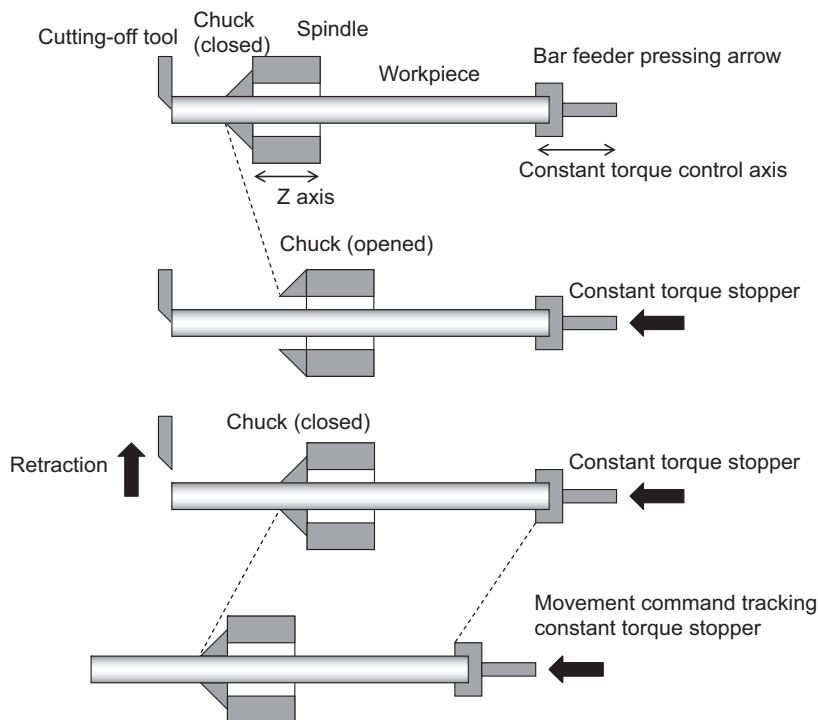 Cutting-off tool
Chuck
(closed)
Spindle
Workpiece
Bar feeder pressing arrow
Constant torque control axis
Z axis
Chuck (opened)
Constant torque stopper
Chuck (closed)
Retraction
Constant torque stopper
Movement command tracking
constant torque stopper